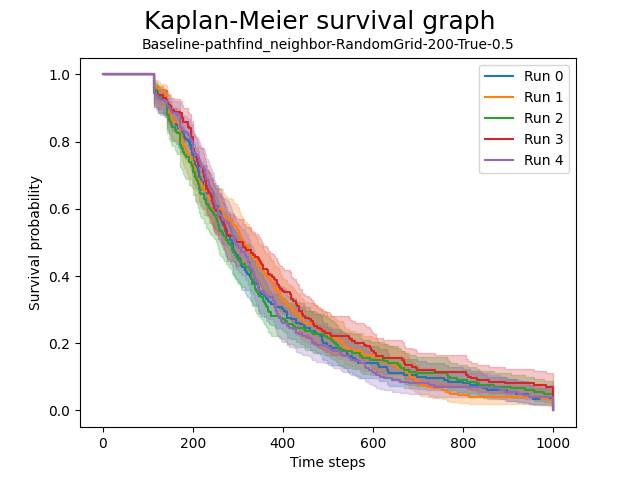 Kaplan-Meier survival graph
Baseline-pathfind_neighbor-RandomGrid-200-True-0.5
Run 0
Run 1
Run 2
Run 3
Run 4
Survival probability
1.0
0.8
0.6
0.4
0.2
0.0
0 200 400 600 800 1000
Time steps